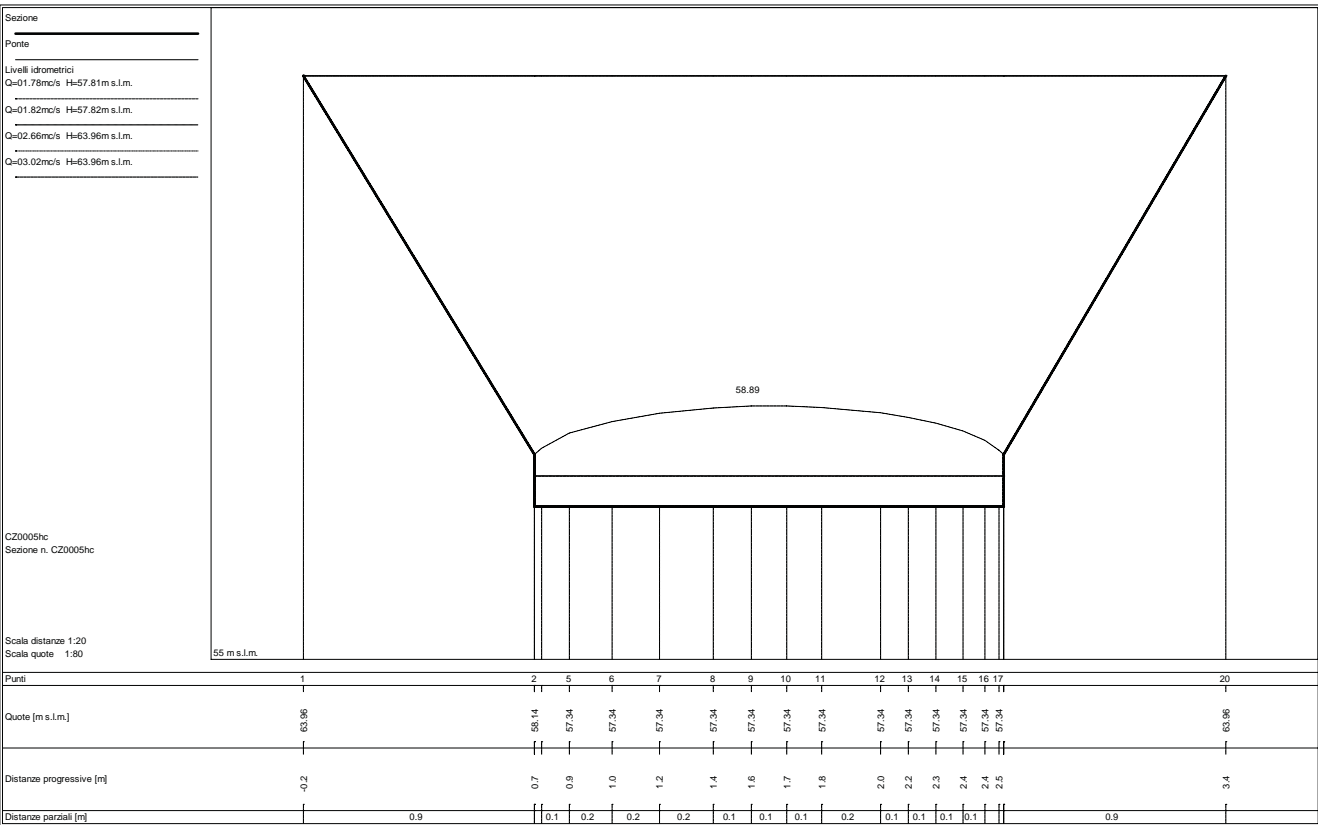 Sezione
Ponte
Livelli idrometrici
Q=01.78mc/s H=57.81m s.l.m.
Q=01.82mc/s H=57.82m s.l.m.
Q=02.66mc/s H=63.96m s.l.m.
Q=03.02mc/s H=63.96m s.l.m.
58.89
CZ0005hc
Sezione n. CZ0005hc
Scala distanze 1:20
Scala quote 1:80
55 m s.l.m.
Punti 1 2 5 6 7 8 9 10 11 12 13 14 15 16 17 20
Quote [m s.l.m.] 63.96 58.14 57.34 57.34 57.34 57.34 57.34 57.34 57.34 57.34 57.34 57.34 57.34 57.34 57.34 63.96
Distanze progressive [m] -0.2 0.7 0.9 1.0 1.2 1.4 1.6 1.7 1.8 2.0 2.2 2.3 2.4 2.4 2.5 3.4
Distanze parziali [m] 0.9 0.1 0.2 0.2 0.2 0.1 0.1 0.1 0.2 0.1 0.1 0.1 0.1 0.9